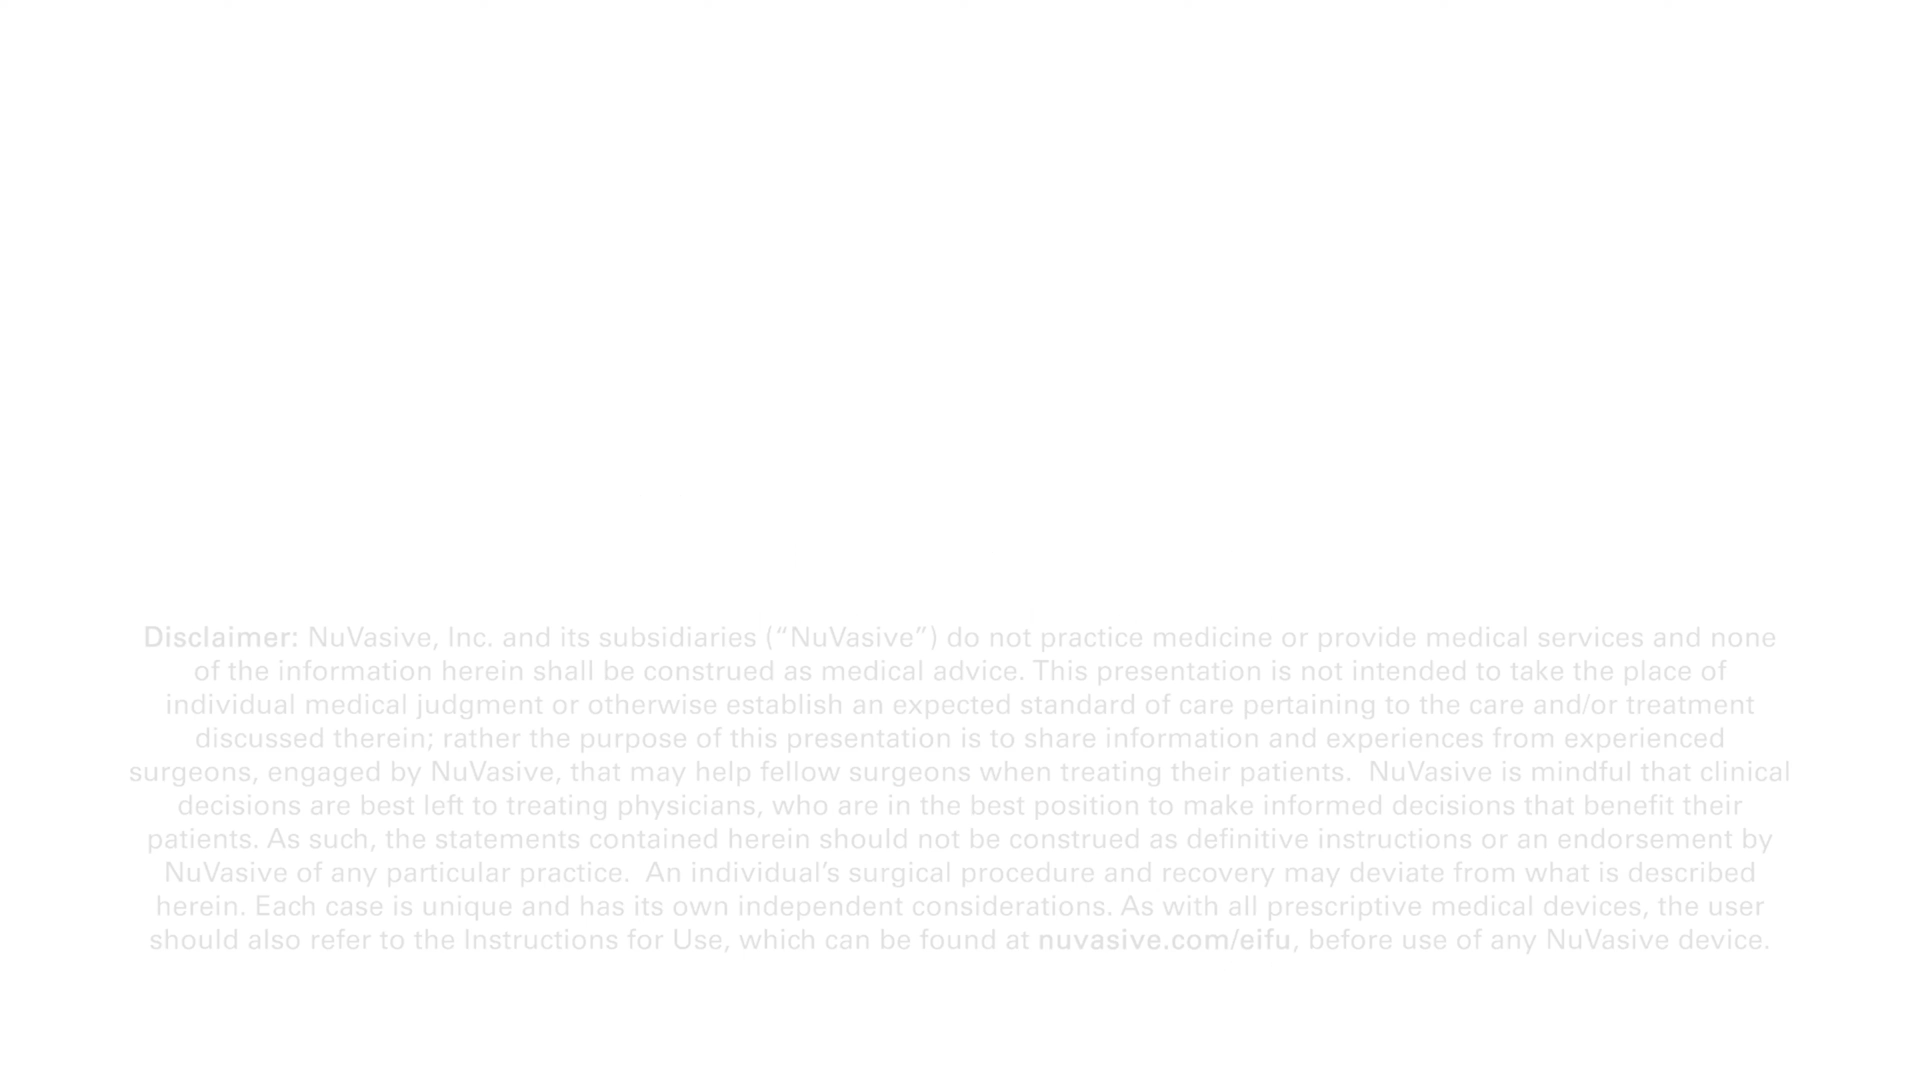 Disclaimer: NuVasive, Inc. and its subsidiaries (“NuVasive”) do not practice medicine or provide medical services and none
of the information herein shall be construed as medical advice. This presentation is not intended to take the place of
individual medical judgment or otherwise establish an expected standard of care pertaining to the care and/or treatment
discussed therein; rather the purpose of this presentation is to share information and experiences from experienced
surgeons, engaged by NuVasive, that may help fellow surgeons when treating their patients.  NuVasive is mindful that clinical
decisions are best left to treating physicians, who are in the best position to make informed decisions that benefit their
patients. As such, the statements contained herein should not be construed as definitive instructions or an endorsement by
NuVasive of any particular practice.  An individual’s surgical procedure and recovery may deviate from what is described
herein. Each case is unique and has its own independent considerations. As with all prescriptive medical devices, the user
should also refer to the Instructions for Use, which can be found at nuvasive.com/eifu, before use of any NuVasive device.